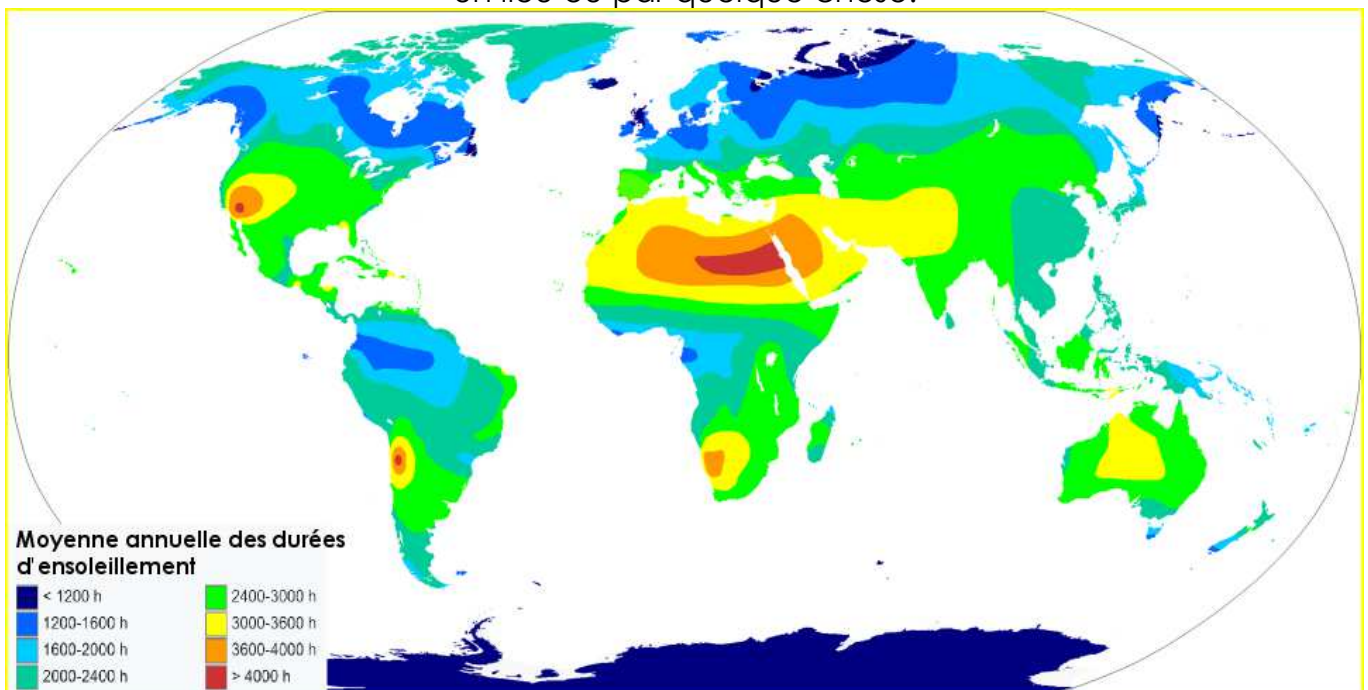 Moyenne annuelle des durées
d'ensoleillement
< 1200 h
1200-1600 h
1600-2000 h
2000-2400 h
2400-3000 h
3000-3600 h
3600-4000 h
> 4000 h